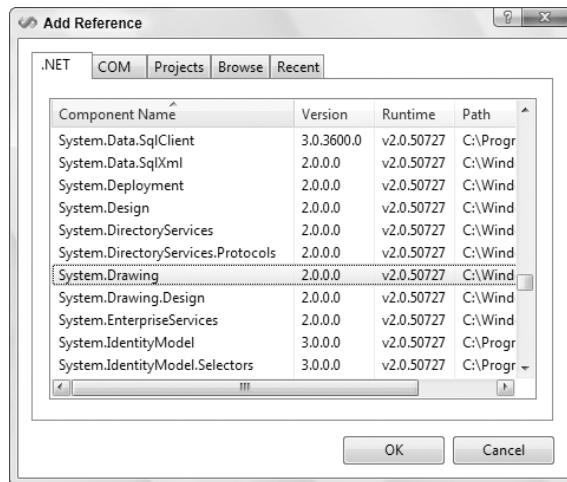 Add Reference
.NET COM Projects Browse Recent
Component Name Version Runtime Path
System.Data.SqlClient 3.0.3600.0 v2.0.50727 C:\Progr
System.Data.SqlXml 2.0.0.0 v2.0.50727 C:\Wind
System.Deployment 2.0.0.0 v2.0.50727 C:\Wind
System.Design 2.0.0.0 v2.0.50727 C:\Wind
System.DirectoryServices 2.0.0.0 v2.0.50727 C:\Wind
System.DirectoryServices.Protocols 2.0.0.0 v2.0.50727 C:\Wind
System.Drawing 2.0.0.0 v2.0.50727 C:\Wind
System.Drawing.Design 2.0.0.0 v2.0.50727 C:\Wind
System.EnterpriseServices 2.0.0.0 v2.0.50727 C:\Wind
System.IdentityModel 3.0.0.0 v2.0.50727 C:\Progr
System.IdentityModel.Selectors 3.0.0.0 v2.0.50727 C:\Progr
OK Cancel